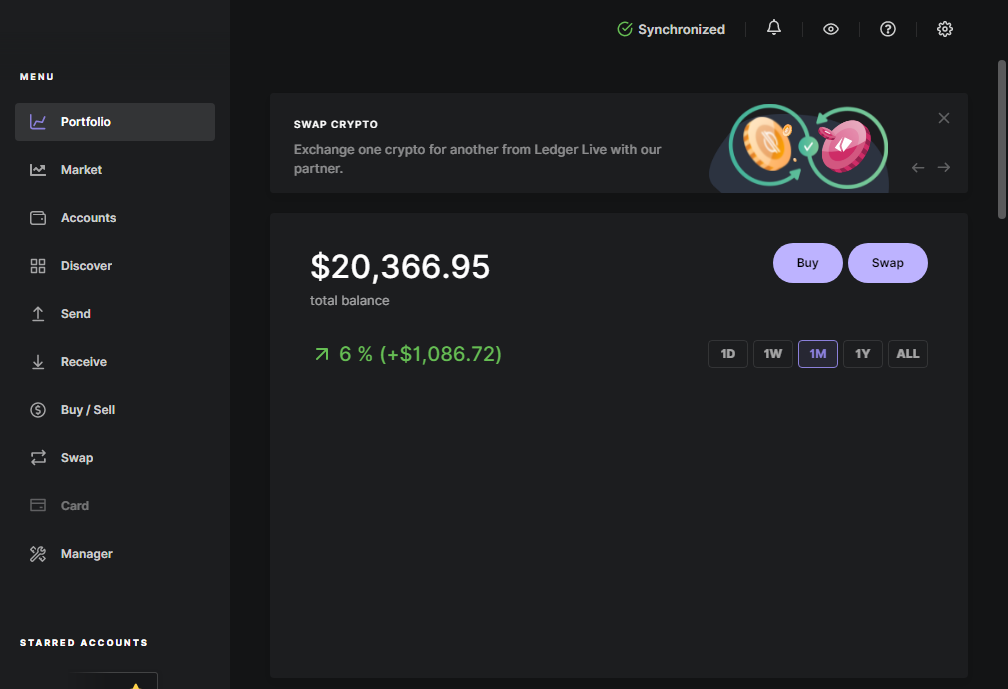 Synchronized
MENU
Portfolio
Market
Accounts
Discover
Send
Receive
Buy / Sell
Swap
Card
Manager
STARRED ACCOUNTS
SWAP CRYPTO
Exchange one crypto for another from Ledger Live with our
partner.
$20,366.95
total balance
Buy
Swap
6 % (+$1,086.72)
1D
1W
1M
1Y
ALL